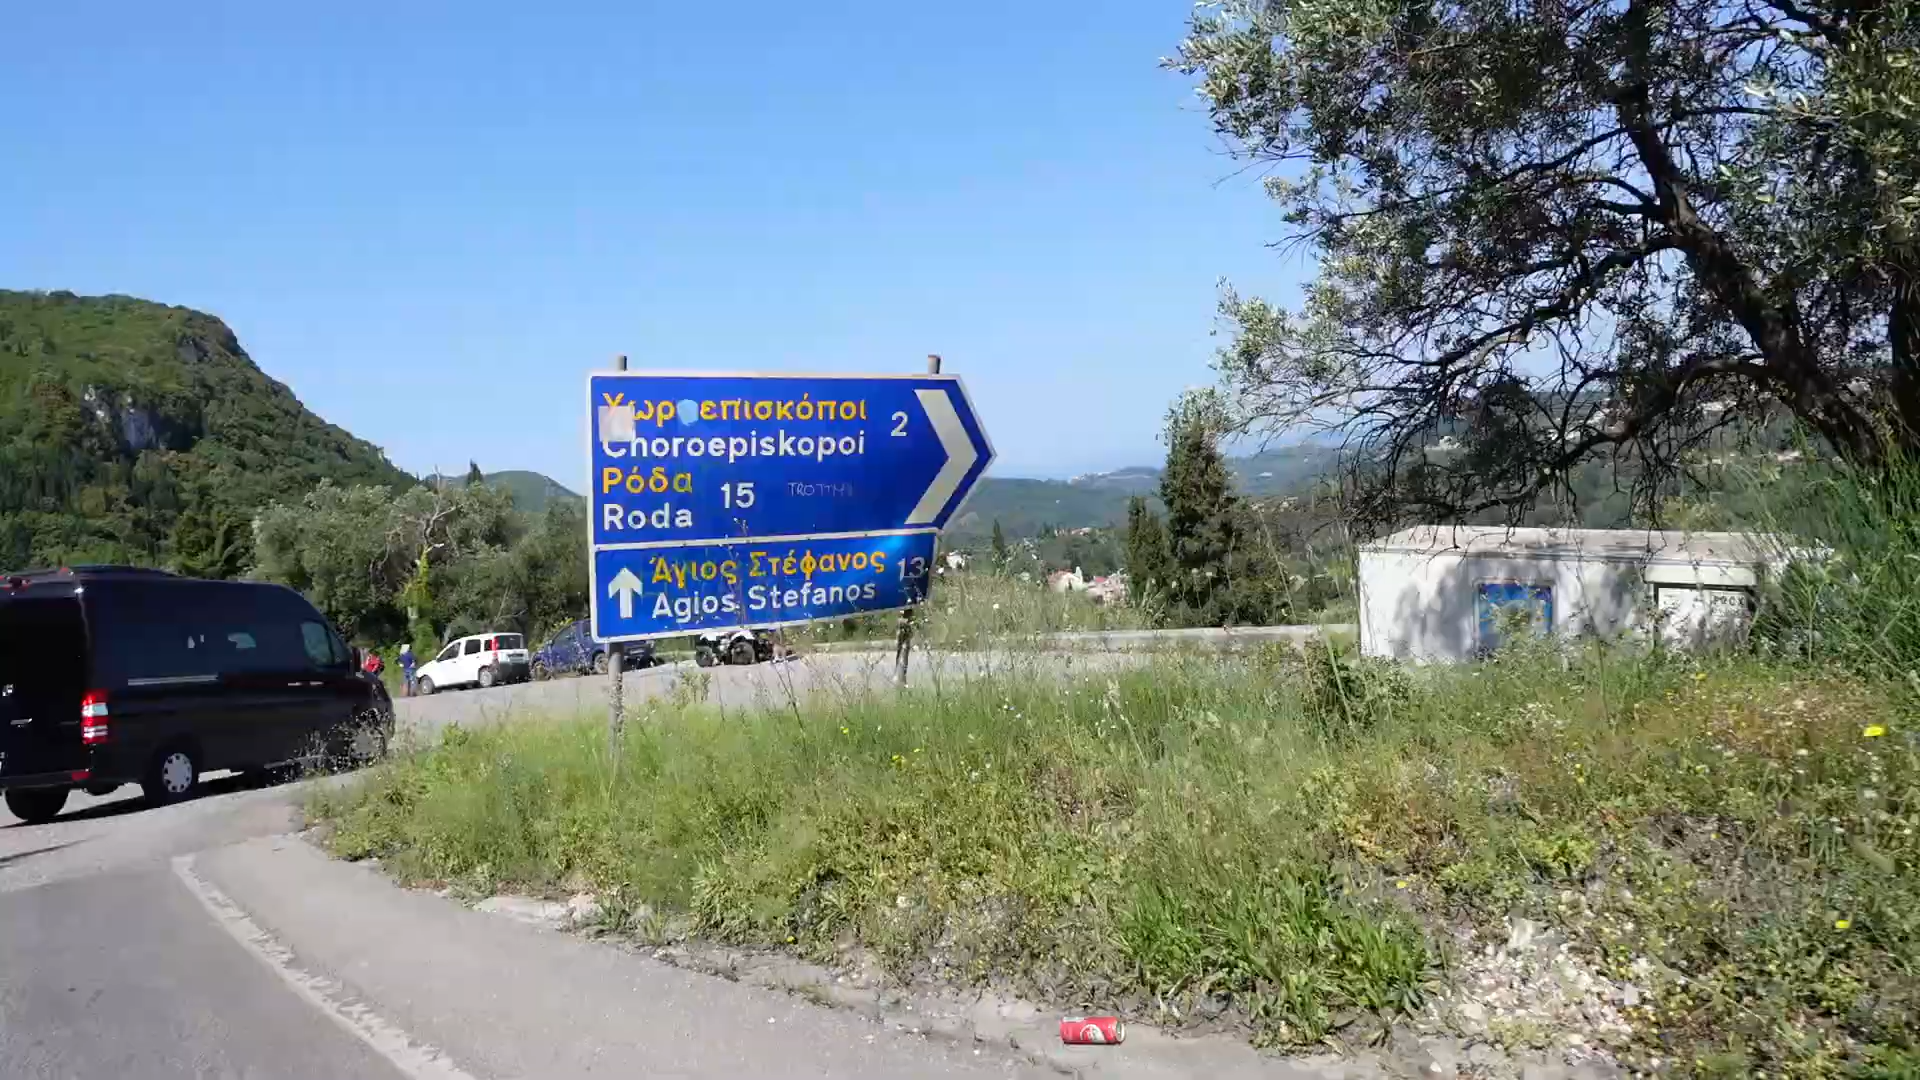 Χωροεπισκόποι
Choroepiskopoi 2
Ρόδα
Roda 15
Άγιος Στέφανος
Agios Stefanos 13